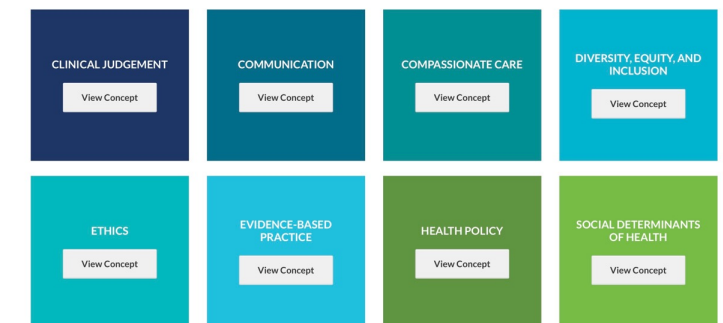 CLINICAL JUDGEMENT
View Concept
COMMUNICATION
View Concept
COMPASSIONATE CARE
View Concept
DIVERSITY, EQUITY, AND
INCLUSION
View Concept
ETHICS
View Concept
EVIDENCE-BASED
PRACTICE
View Concept
HEALTH POLICY
View Concept
SOCIAL DETERMINANTS
OF HEALTH
View Concept